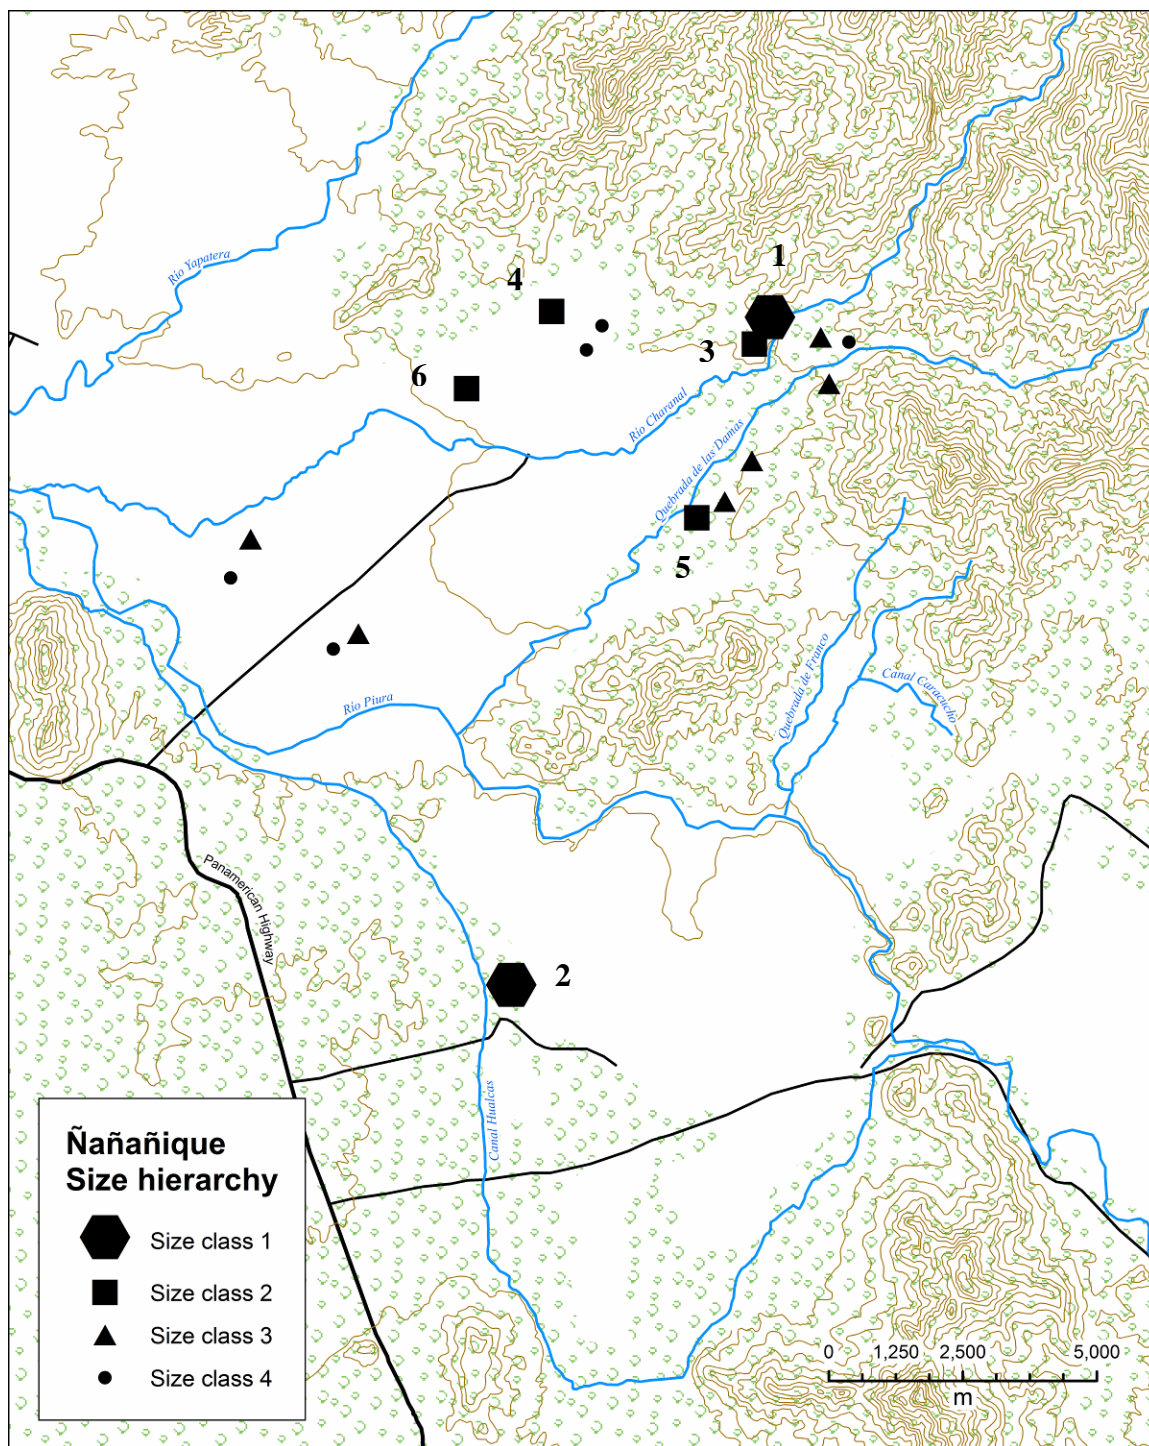 1
Río Yapatera
4
3
6
Río Charanal
Quebrada de las Damas
5
Quebrada de Franco
Canal Caracucho
Río Piura
Panamerican Highway
2
Canal Hualcas
Ñañañique
Size hierarchy
Size class 1
Size class 2
Size class 3
Size class 4
0 1,250 2,500 5,000
m